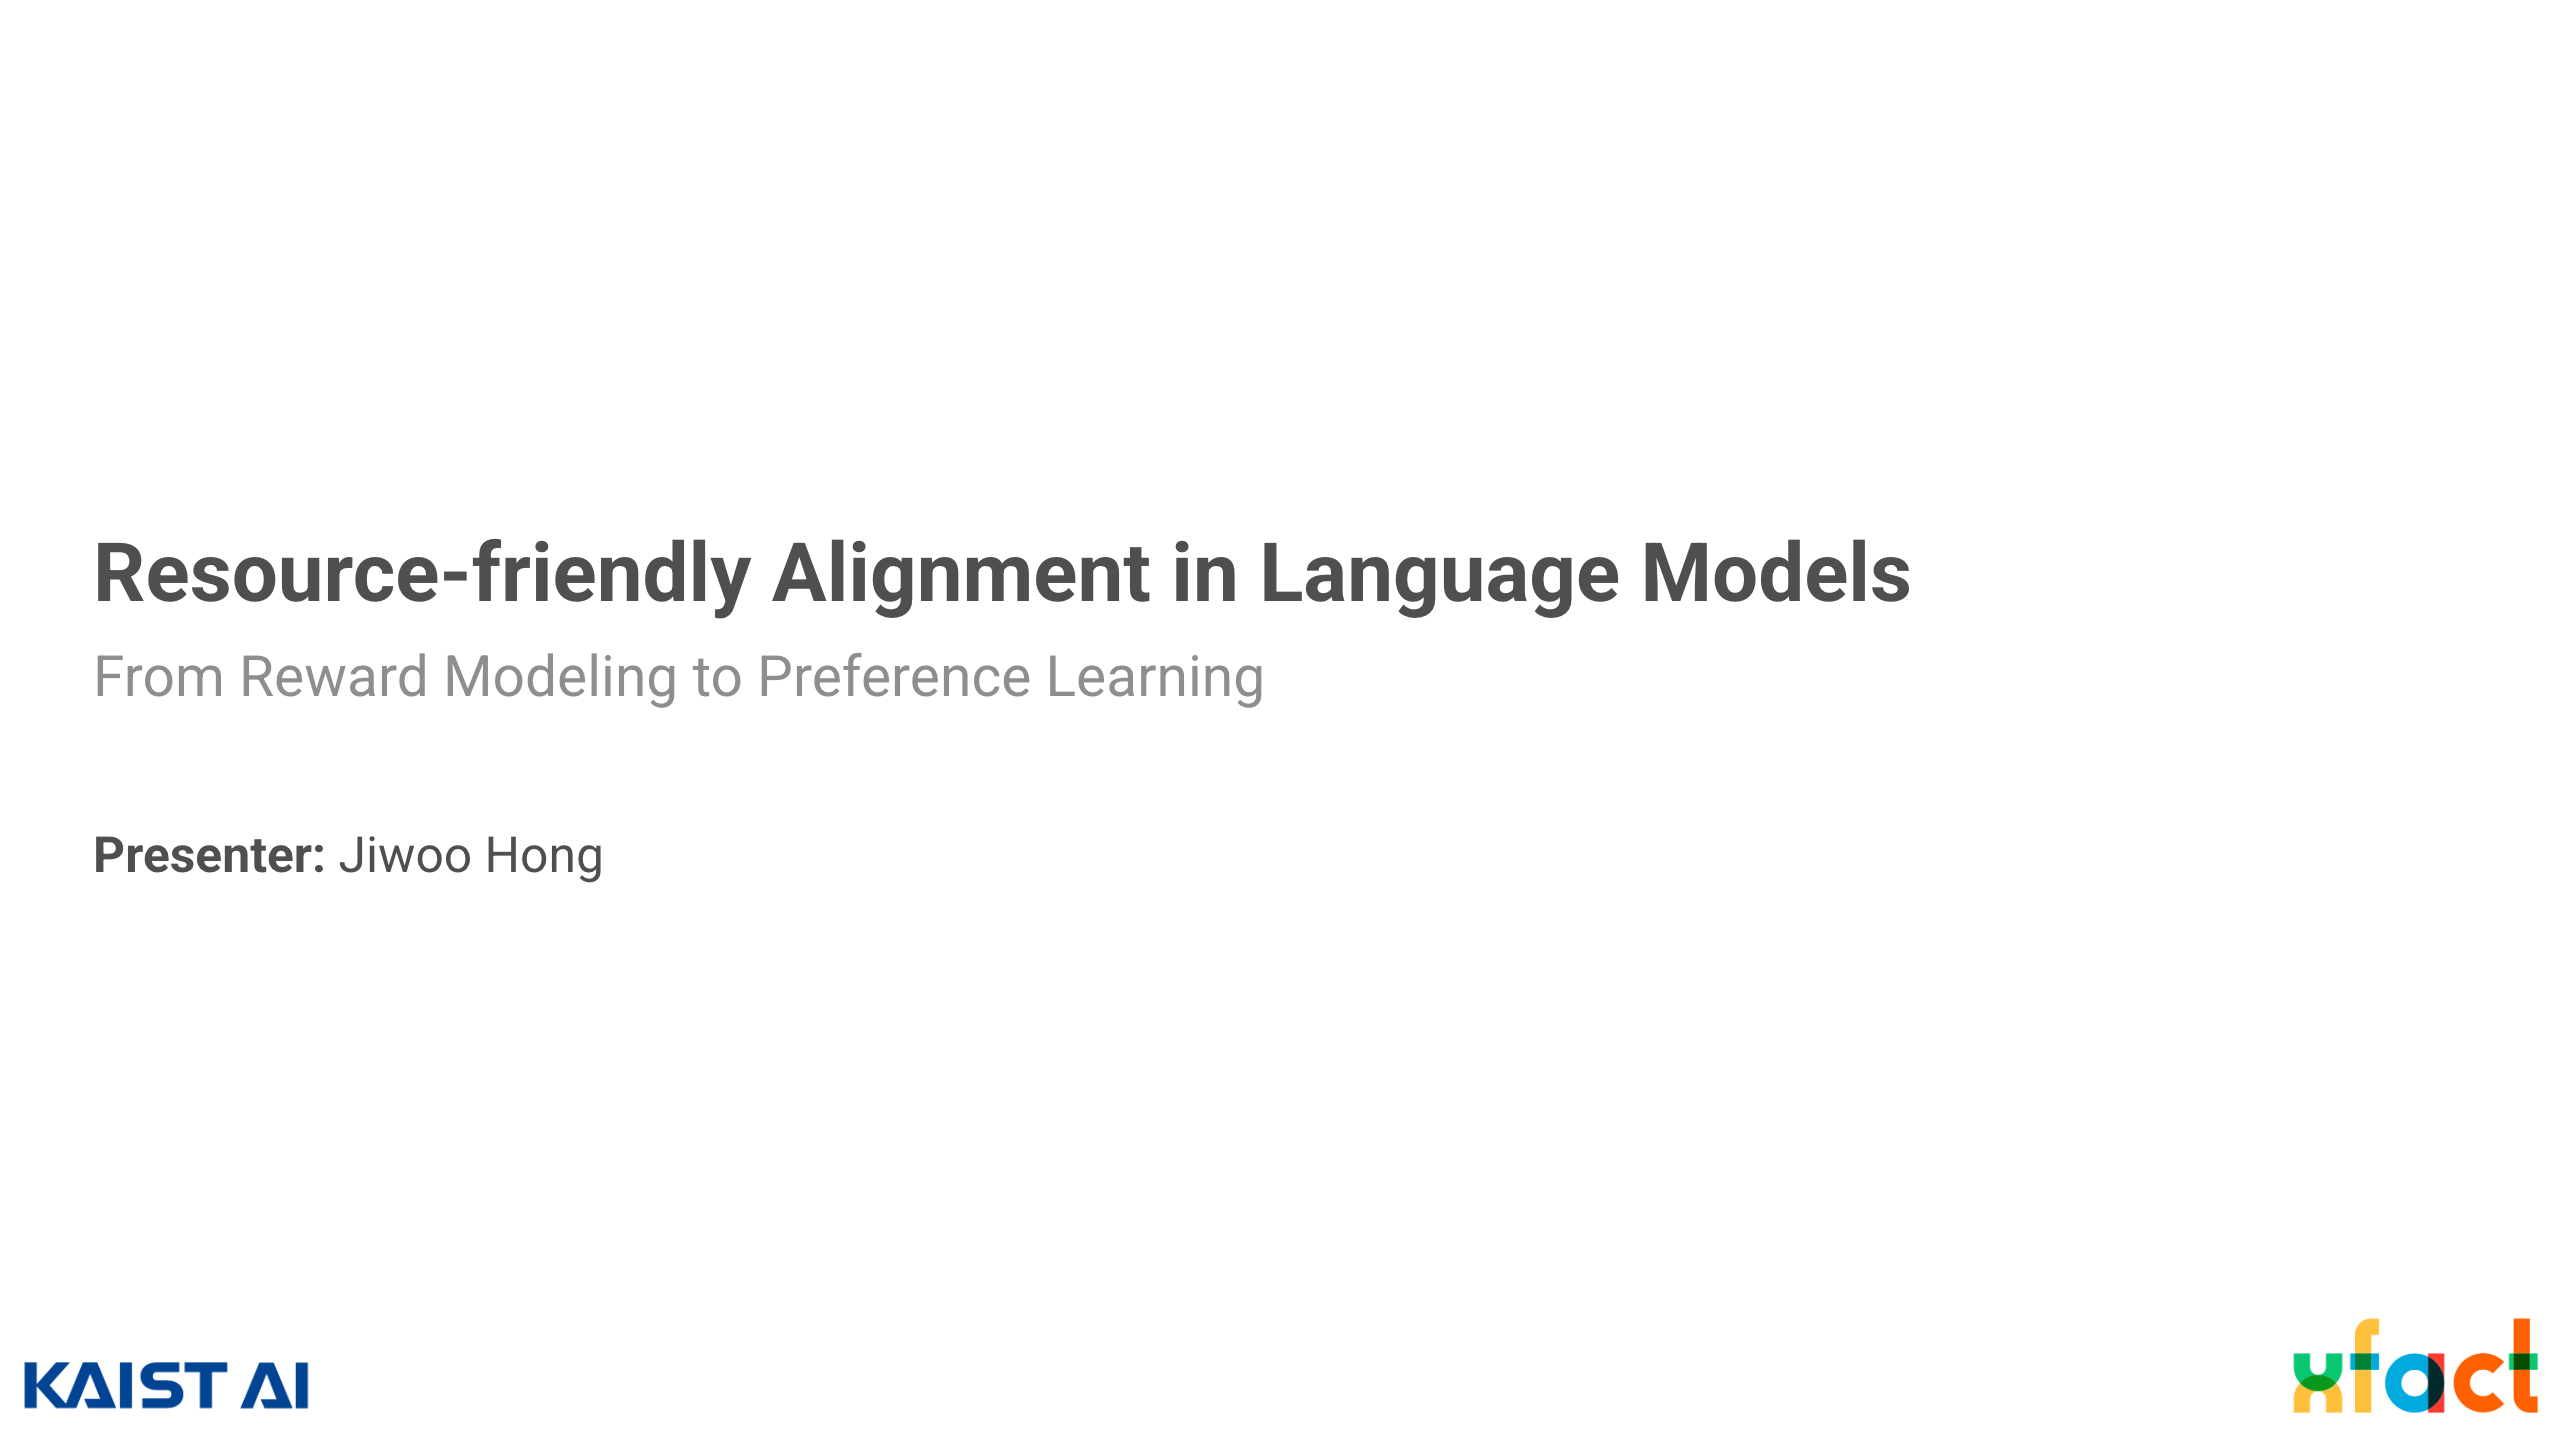 Resource-friendly Alignment in Language Models
From Reward Modeling to Preference Learning
Presenter: Jiwoo Hong
KAIST AI
xfact